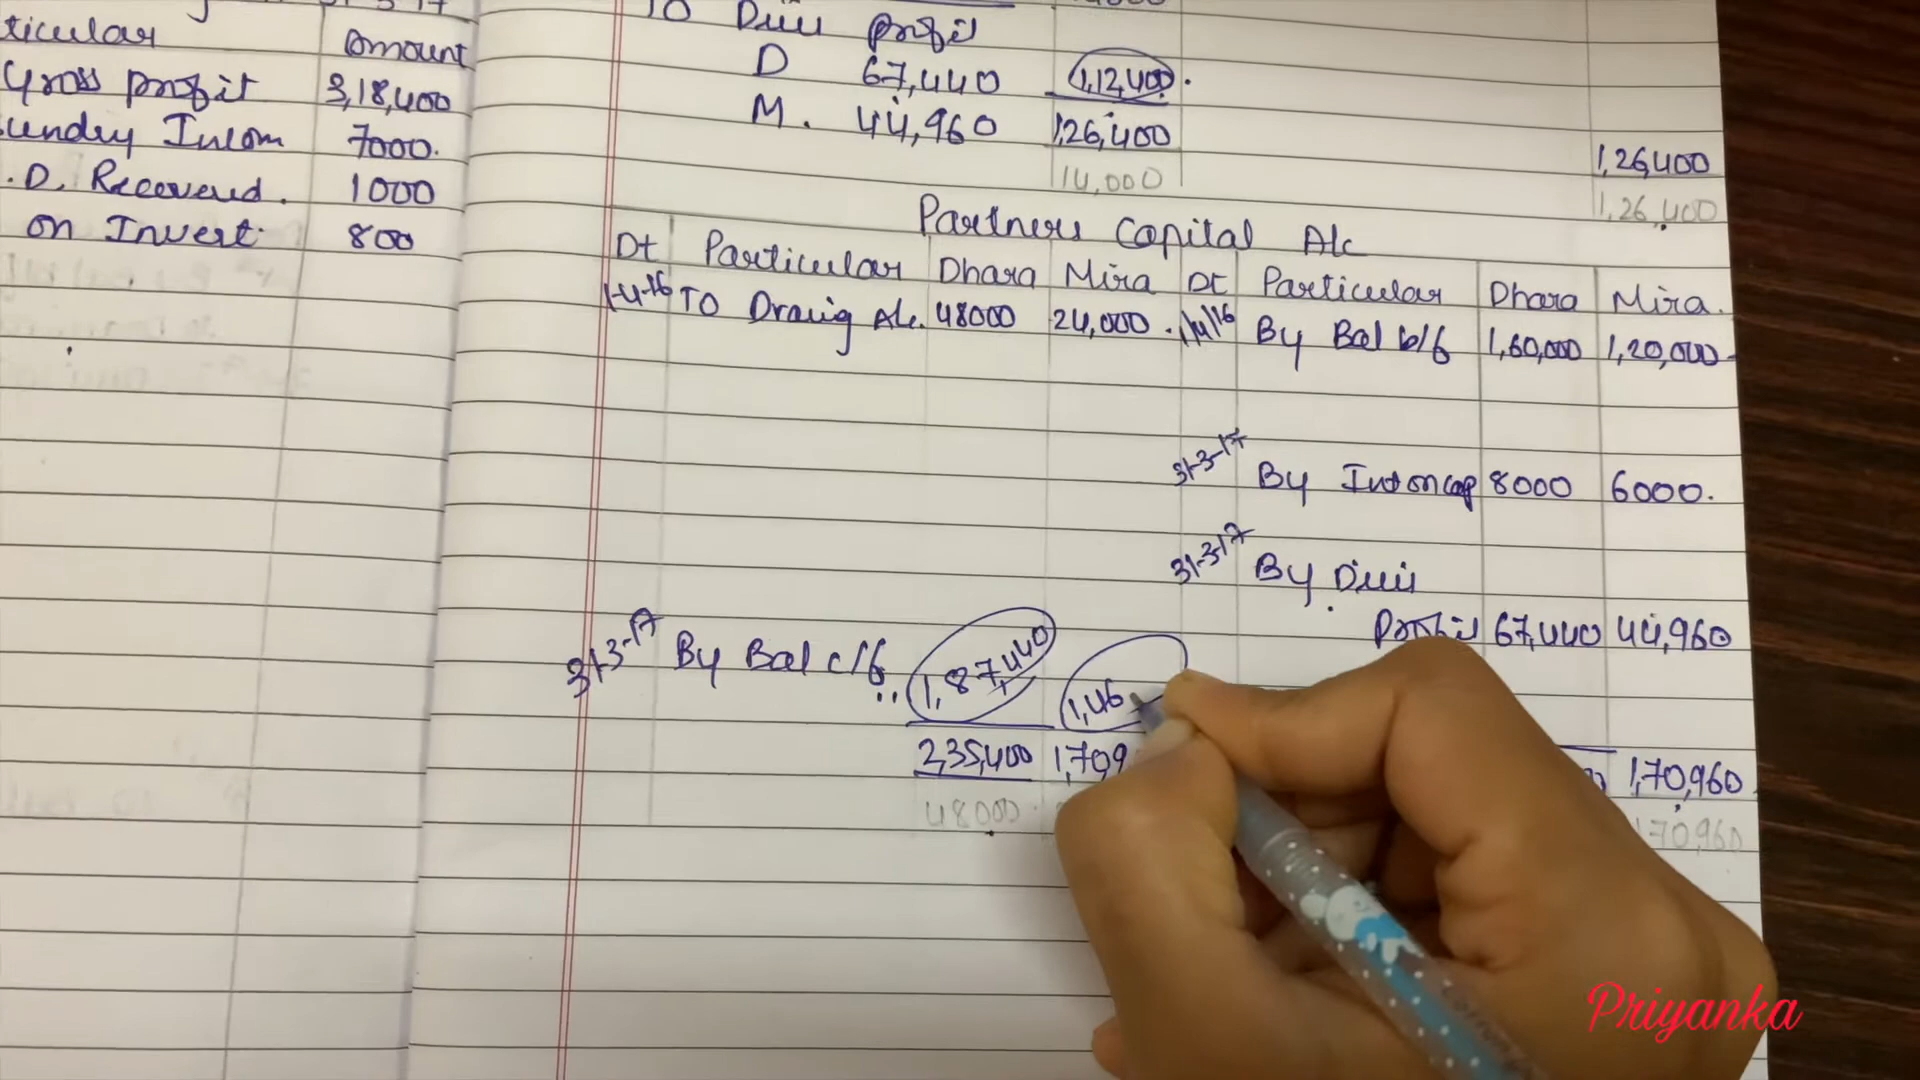 ticular Amount
Gross profit 3,18,400
undry Incom 7000.
.D. Recovered. 1000
on Invert. 800
TO Divi profit
D 67,440 1,12,400.
M. 44,960 1,26,400
14,000
1,26,400
1,26,400
Partners Capital A/c
Dt Particular Dhara Mira Dt Particular Dhara Mira.
1-4-16 TO Drawig A/c. 48000 24,000. 1/4/16 By Bal b/f 1,60,000 1,20,000
31-3-17 By Int on cap 8000 6000.
31-3-17 By Divi
Profit 67,440 44,960
31-3-17 By Bal c/f 1,87,440 1,46
2,35,400 1,709 1,70,960
48000 1,70,960
Priyanka